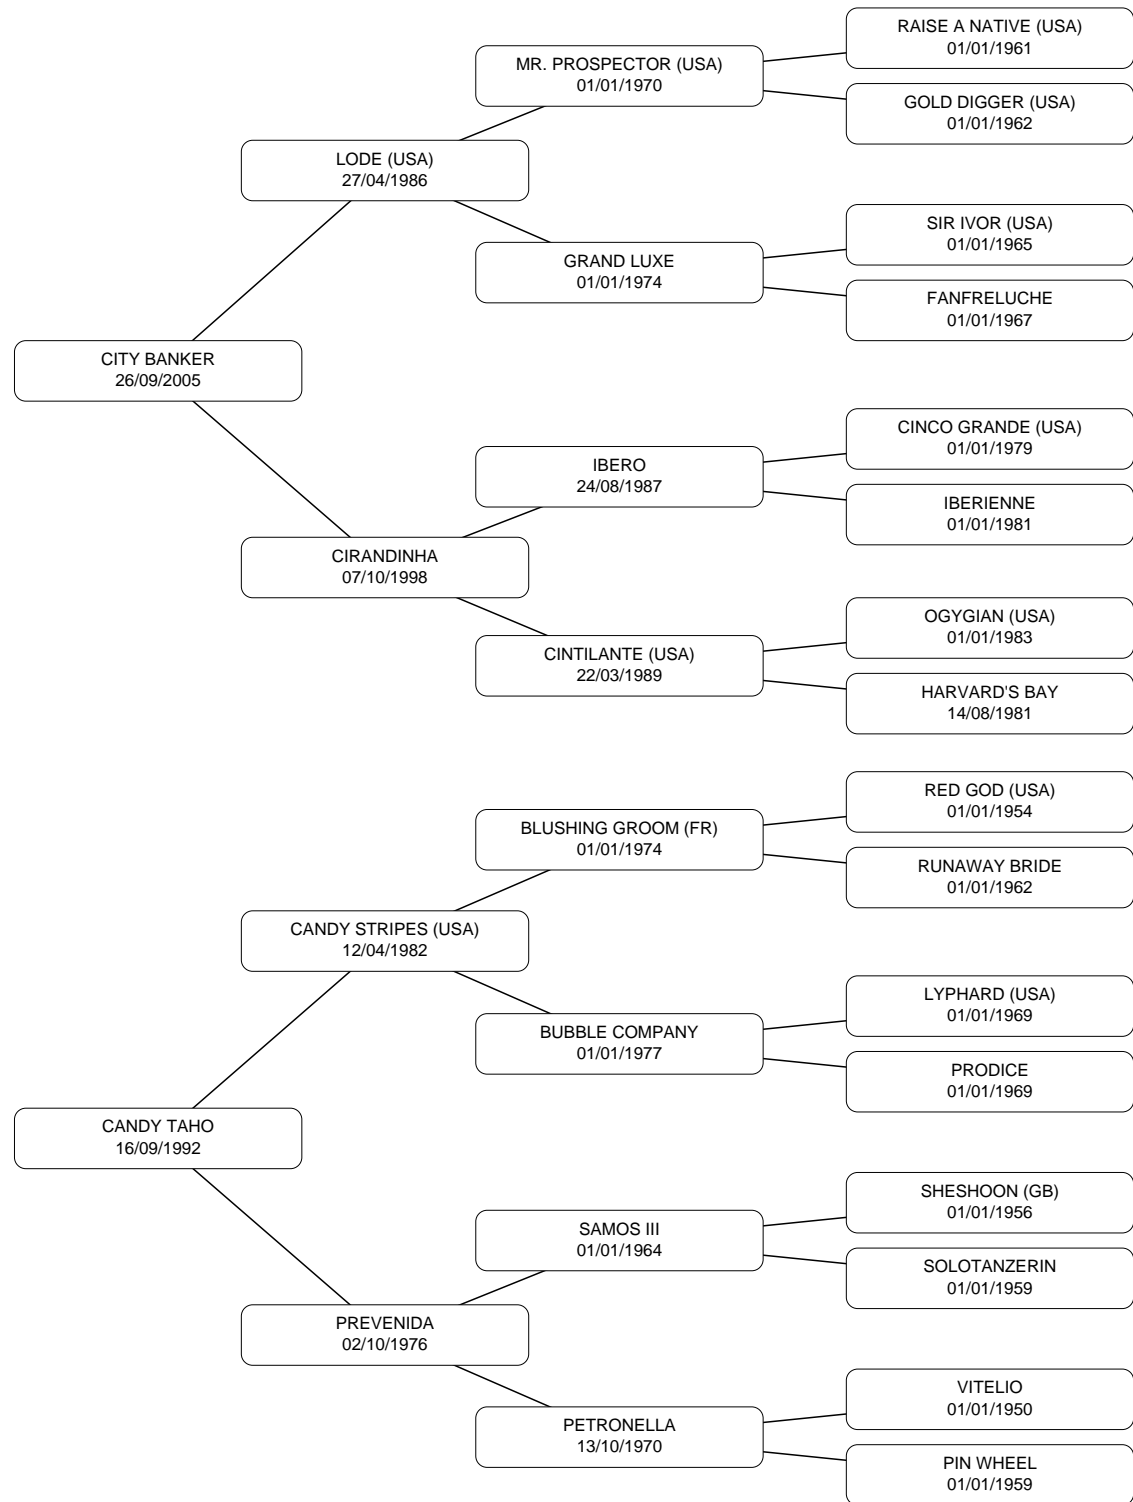 RAISE A NATIVE (USA)
01/01/1961
MR. PROSPECTOR (USA)
01/01/1970
GOLD DIGGER (USA)
01/01/1962
LODE (USA)
27/04/1986
SIR IVOR (USA)
01/01/1965
GRAND LUXE
01/01/1974
FANFRELUCHE
01/01/1967
CITY BANKER
26/09/2005
CINCO GRANDE (USA)
01/01/1979
IBERO
24/08/1987
IBERIENNE
01/01/1981
CIRANDINHA
07/10/1998
OGYGIAN (USA)
01/01/1983
CINTILANTE (USA)
22/03/1989
HARVARD'S BAY
14/08/1981
RED GOD (USA)
01/01/1954
BLUSHING GROOM (FR)
01/01/1974
RUNAWAY BRIDE
01/01/1962
CANDY STRIPES (USA)
12/04/1982
LYPHARD (USA)
01/01/1969
BUBBLE COMPANY
01/01/1977
PRODICE
01/01/1969
CANDY TAHO
16/09/1992
SHESHOON (GB)
01/01/1956
SAMOS III
01/01/1964
SOLOTANZERIN
01/01/1959
PREVENIDA
02/10/1976
VITELIO
01/01/1950
PETRONELLA
13/10/1970
PIN WHEEL
01/01/1959